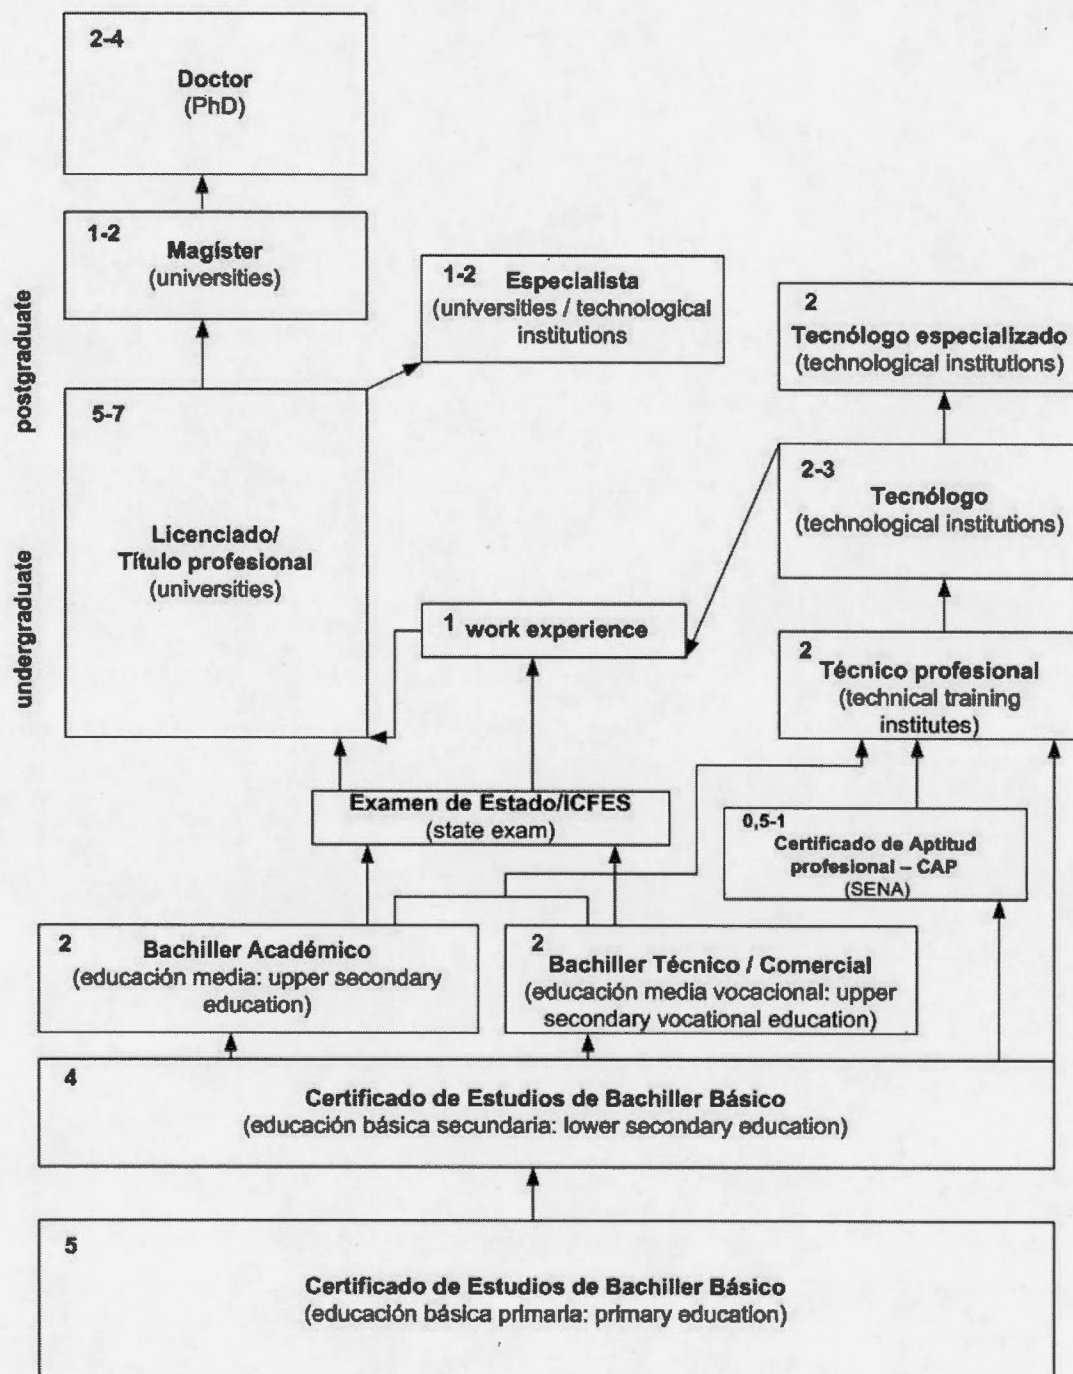 2-4
Doctor
(PhD)
1-2
Magíster
(universities)
1-2 Especialista
(universities / technological
institutions
2
Tecnólogo especializado
(technological institutions)
postgraduate
5-7
Licenciado/
Título profesional
(universities)
2-3
Tecnólogo
(technological institutions)
undergraduate
1 work experience
2
Técnico profesional
(technical training
institutes)
Examen de Estado/ICFES
(state exam)
0,5-1
Certificado de Aptitud
profesional – CAP
(SENA)
2
Bachiller Académico
(educación media: upper secondary
education)
2
Bachiller Técnico / Comercial
(educación media vocacional: upper
secondary vocational education)
4
Certificado de Estudios de Bachiller Básico
(educación básica secundaria: lower secondary education)
5
Certificado de Estudios de Bachiller Básico
(educación básica primaria: primary education)